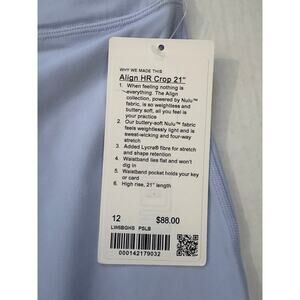 WHY WE MADE THIS
Align HR Crop 21"
1. When feeling nothing is
everything. The Align
collection, powered by Nulu™
fabric, is so weightless and
buttery soft, all you feel is
your practice
2. Our buttery-soft Nulu™ fabric
feels weightlessly light and is
sweat-wicking and four-way
stretch
3. Added Lycra® fibre for stretch
and shape retention
4. Waistband lies flat and won't
dig in
5. Waistband pocket holds your
key or card
6. High rise, 21" length
12 $88.00
LW6BGHS PSLB
000142179032